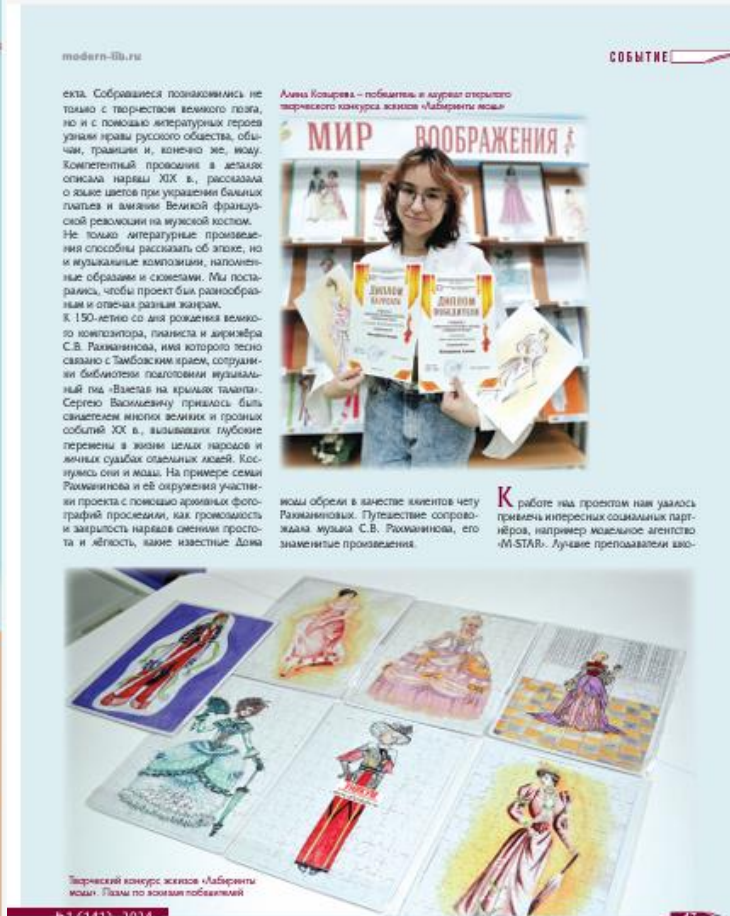 modern-lib.ru
СОБЫТИЕ
екта. Собравшиеся познакомились не
только с творчеством великого поэта,
но и с помощью литературных героев
узнали нравы русского общества, обы-
чаи, традиции и, конечно же, моду.
Компетентный проводник в деталях
описала наряды XIX в., рассказала
о языке цветов при украшении бальных
платьев и влиянии Великой француз-
ской революции на мужской костюм.
Не только литературные произведе-
ния способны рассказать об эпохе, но
и музыкальные композиции, наполнен-
ные образами и сюжетами. Мы поста-
рались, чтобы проект был разнообраз-
ным и отвечал разным жанрам.
К 150-летию со дня рождения велико-
го композитора, пианиста и дирижёра
С.В. Рахманинова, имя которого тесно
связано с Тамбовским краем, сотрудни-
ки библиотеки подготовили музыкаль-
ный гид «Взлетая на крыльях таланта».
Сергею Васильевичу пришлось быть
свидетелем многих великих и грозных
событий XX в., вызывавших глубокие
перемены в жизни целых народов и
личных судьбах отдельных людей. Кос-
нулись они и моды. На примере семьи
Рахманинова и её окружения участни-
ки проекта с помощью архивных фото-
графий проследили, как громоздкость
и закрытость нарядов сменили просто-
та и лёгкость, какие известные Дома
Алина Ковырева – победитель и лауреат открытого
творческого конкурса эскизов «Лабиринты моды»
МИР ВООБРАЖЕНИЯ
ДИПЛОМ
ЛАУРЕАТА
ДИПЛОМ
ПОБЕДИТЕЛЯ
моды обрели в качестве клиентов чету
Рахманиновых. Путешествие сопрово-
ждала музыка С.В. Рахманинова, его
знаменитые произведения.
К работе над проектом нам удалось
привлечь интересных социальных парт-
нёров, например модельное агентство
«M-STAR». Лучшие преподаватели шко-
Творческий конкурс эскизов «Лабиринты
моды». Пазлы по эскизам победителей